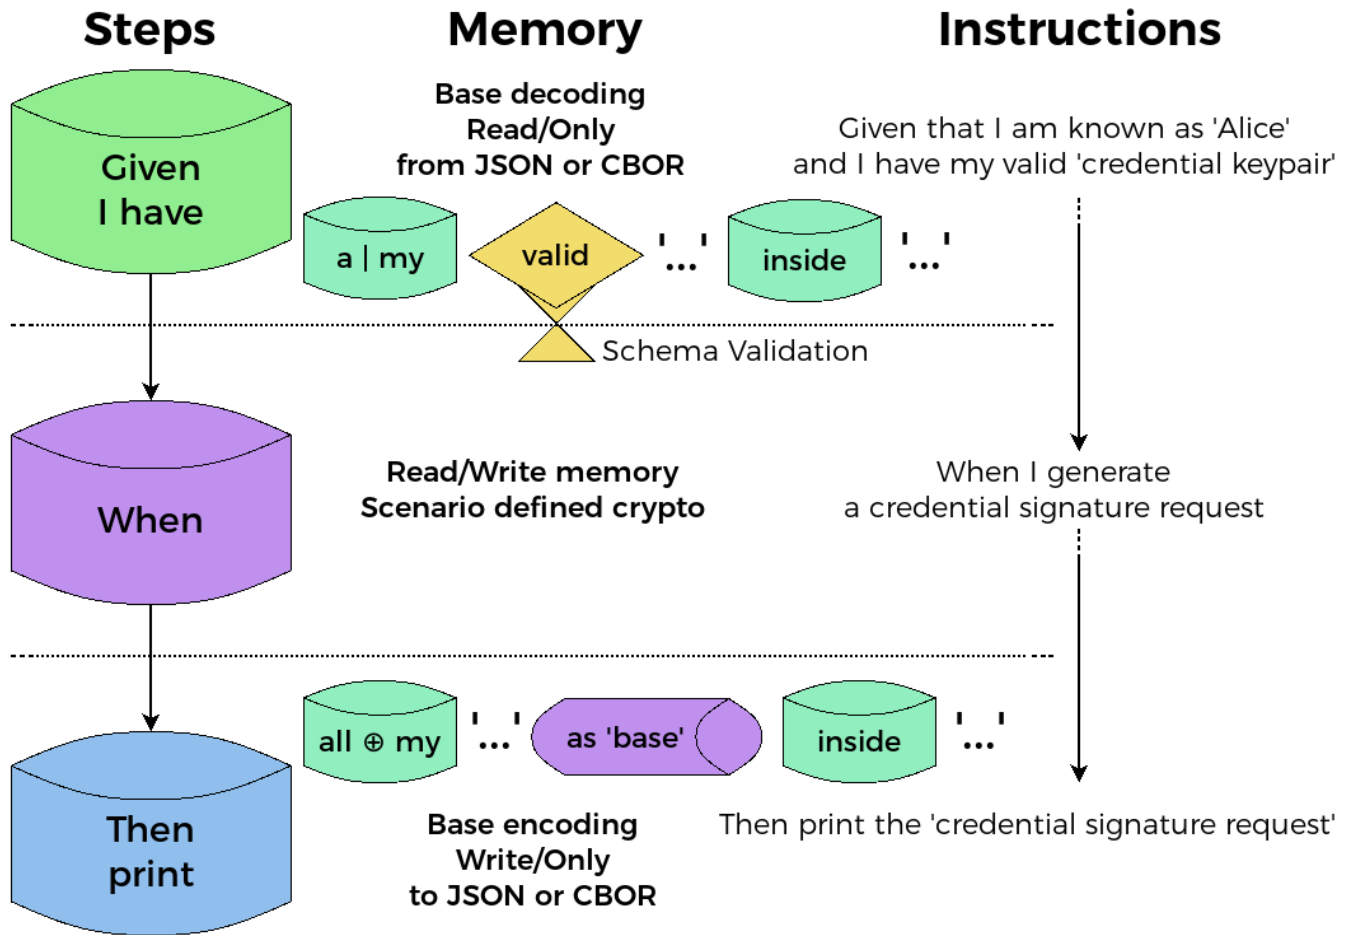 Steps
Memory
Instructions
Given
I have
Base decoding
Read/Only
from JSON or CBOR
Given that I am known as 'Alice'
and I have my valid 'credential keypair'
a | my
valid
'...'
inside
'...'
Schema Validation
When
Read/Write memory
Scenario defined crypto
When I generate
a credential signature request
all ⊕ my
'...'
as 'base'
inside
'...'
Then
print
Base encoding
Write/Only
to JSON or CBOR
Then print the 'credential signature request'